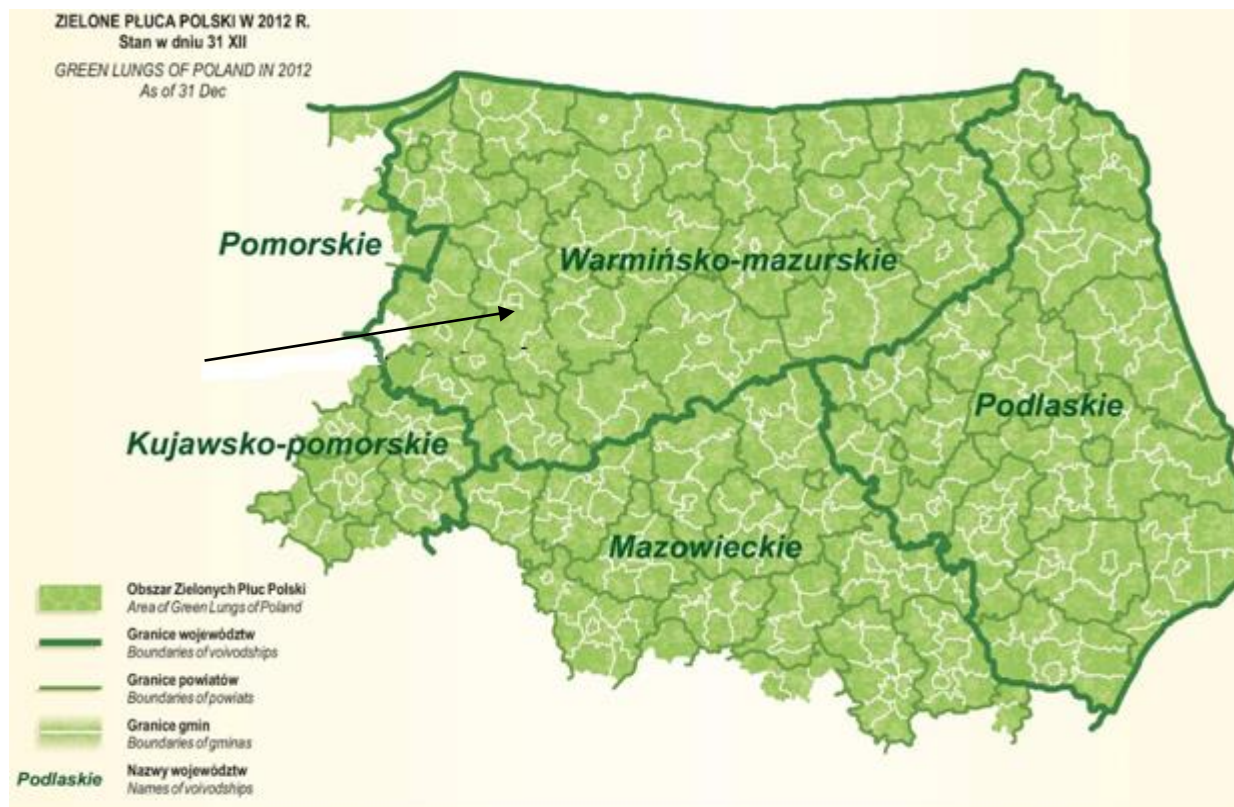 ZIELONE PŁUCA POLSKI W 2012 R.
Stan w dniu 31 XII
GREEN LUNGS OF POLAND IN 2012
As of 31 Dec
Pomorskie
Warmińsko-mazurskie
Podlaskie
Kujawsko-pomorskie
Mazowieckie
Obszar Zielonych Płuc Polski
Area of Green Lungs of Poland
Granice województw
Boundaries of voivodships
Granice powiatów
Boundaries of powiats
Granice gmin
Boundaries of gminas
Podlaskie
Nazwy województw
Names of voivodships